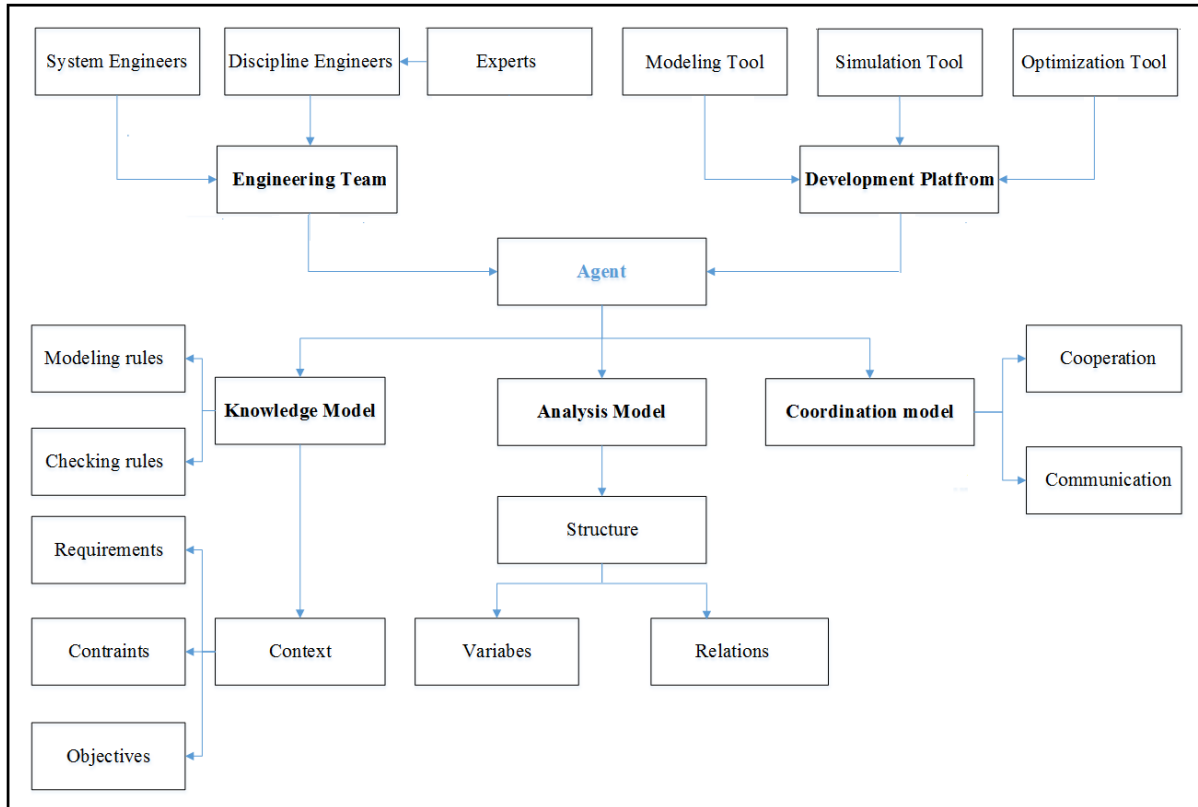 System Engineers
Discipline Engineers
Experts
Modeling Tool
Simulation Tool
Optimization Tool
Engineering Team
Development Platfrom
Agent
Modeling rules
Cooperation
Knowledge Model
Analysis Model
Coordination model
Checking rules
Communication
Structure
Requirements
Contraints
Context
Variabes
Relations
Objectives